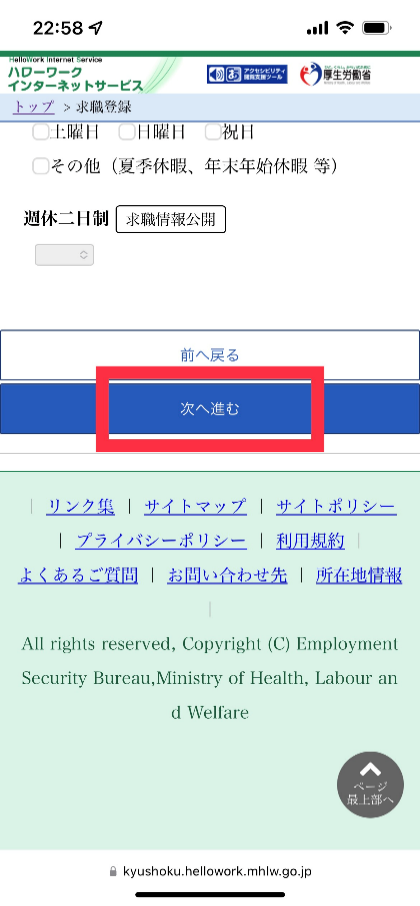 22:58
HelloWork Internet Service
ハローワーク
インターネットサービス
アクセシビリティ
閲覧支援ツール
厚生労働省
トップ > 求職登録
土曜日 日曜日 祝日
その他（夏季休暇、年末年始休暇 等）
週休二日制 求職情報公開
前へ戻る
次へ進む
| リンク集 | サイトマップ | サイトポリシー
| プライバシーポリシー | 利用規約 |
よくあるご質問 | お問い合わせ先 | 所在地情報
|
All rights reserved, Copyright (C) Employment
Security Bureau,Ministry of Health, Labour an
d Welfare
ページ
最上部へ
kyushoku.hellowork.mhlw.go.jp